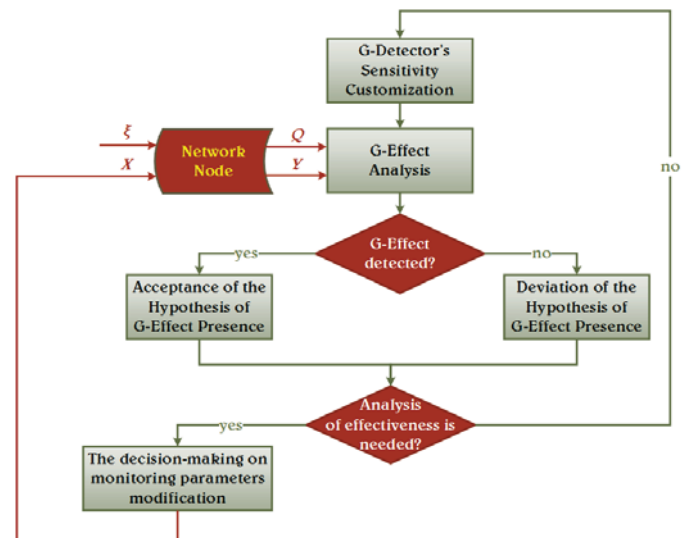 G-Detector's
Sensitivity
Customization
ξ
Q
Network
Node
X
Y
G-Effect
Analysis
no
G-Effect
detected?
yes
no
Acceptance of the
Hypothesis of
G-Effect Presence
Deviation of the
Hypothesis of
G-Effect Presence
Analysis
of effectiveness is
needed?
yes
The decision-making on
monitoring parameters
modification